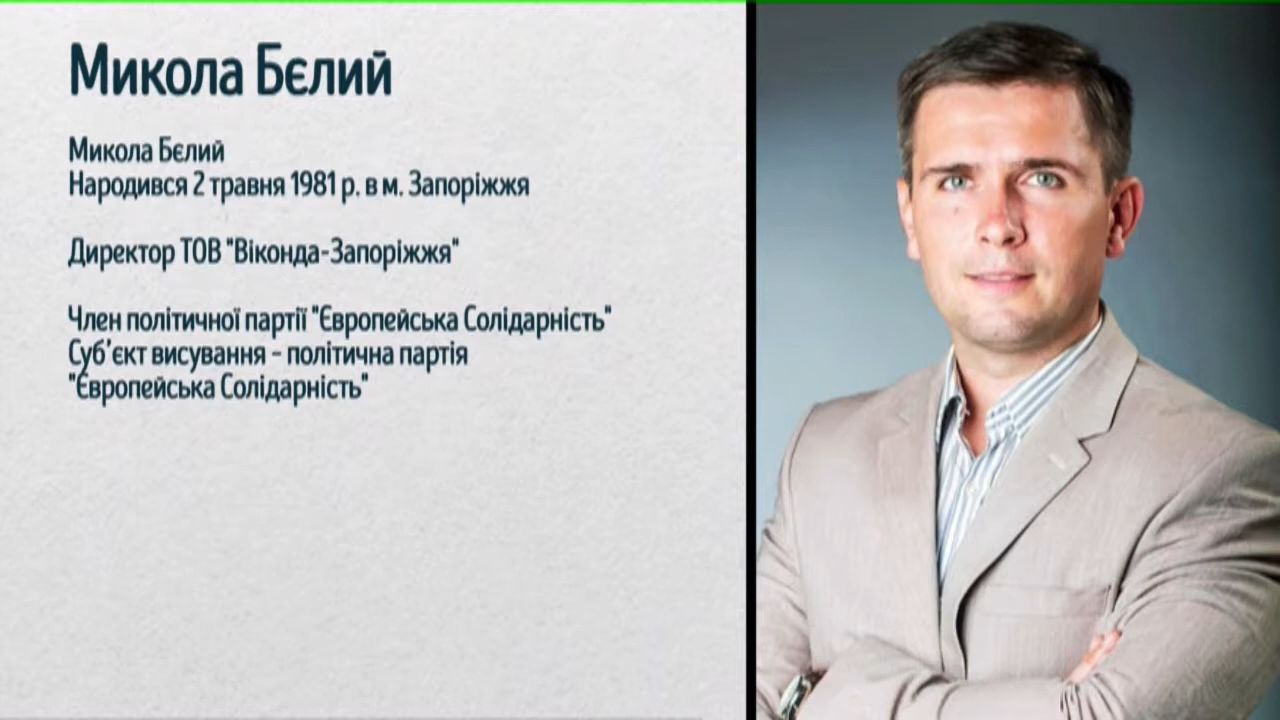 Микола Бєлий
Микола Бєлий
Народився 2 травня 1981 р. в м. Запоріжжя
Директор ТОВ "Віконда-Запоріжжя"
Член політичної партії "Європейська Солідарність"
Суб'єкт висування - політична партія
"Європейська Солідарність"